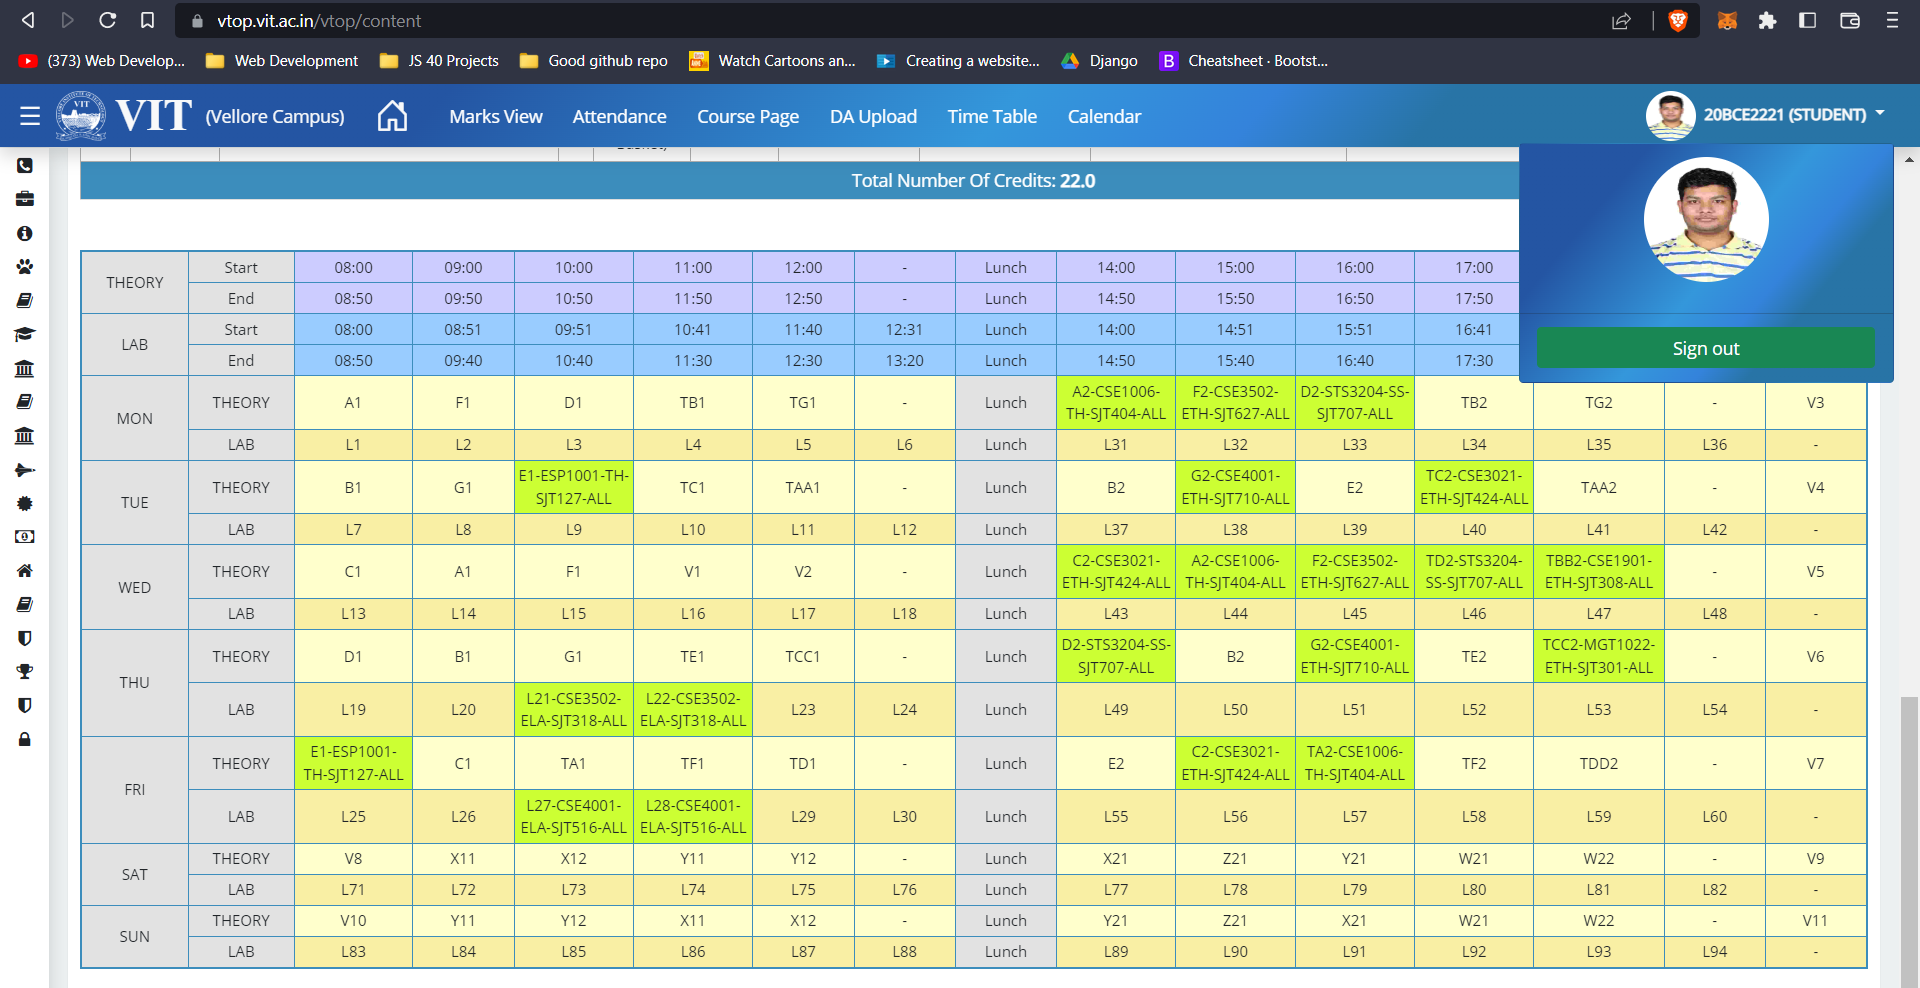 vtop.vit.ac.in/vtop/content
(373) Web Develop... Web Development JS 40 Projects Good github repo Watch Cartoons an... Creating a website... Django B Cheatsheet · Bootst...
VIT (Vellore Campus) Marks View Attendance Course Page DA Upload Time Table Calendar 20BCE2221 (STUDENT)
Total Number Of Credits: 22.0
Sign out
THEORY Start 08:00 09:00 10:00 11:00 12:00 - Lunch 14:00 15:00 16:00 17:00
End 08:50 09:50 10:50 11:50 12:50 - Lunch 14:50 15:50 16:50 17:50
LAB Start 08:00 08:51 09:51 10:41 11:40 12:31 Lunch 14:00 14:51 15:51 16:41
End 08:50 09:40 10:40 11:30 12:30 13:20 Lunch 14:50 15:40 16:40 17:30
MON THEORY A1 F1 D1 TB1 TG1 - Lunch A2-CSE1006-TH-SJT404-ALL F2-CSE3502-ETH-SJT627-ALL D2-STS3204-SS-SJT707-ALL TB2 TG2 - V3
LAB L1 L2 L3 L4 L5 L6 Lunch L31 L32 L33 L34 L35 L36 -
TUE THEORY B1 G1 E1-ESP1001-TH-SJT127-ALL TC1 TAA1 - Lunch B2 G2-CSE4001-ETH-SJT710-ALL E2 TC2-CSE3021-ETH-SJT424-ALL TAA2 - V4
LAB L7 L8 L9 L10 L11 L12 Lunch L37 L38 L39 L40 L41 L42 -
WED THEORY C1 A1 F1 V1 V2 - Lunch C2-CSE3021-ETH-SJT424-ALL A2-CSE1006-TH-SJT404-ALL F2-CSE3502-ETH-SJT627-ALL TD2-STS3204-SS-SJT707-ALL TBB2-CSE1901-ETH-SJT308-ALL - V5
LAB L13 L14 L15 L16 L17 L18 Lunch L43 L44 L45 L46 L47 L48 -
THU THEORY D1 B1 G1 TE1 TCC1 - Lunch D2-STS3204-SS-SJT707-ALL B2 G2-CSE4001-ETH-SJT710-ALL TE2 TCC2-MGT1022-ETH-SJT301-ALL - V6
LAB L19 L20 L21-CSE3502-ELA-SJT318-ALL L22-CSE3502-ELA-SJT318-ALL L23 L24 Lunch L49 L50 L51 L52 L53 L54 -
FRI THEORY E1-ESP1001-TH-SJT127-ALL C1 TA1 TF1 TD1 - Lunch E2 C2-CSE3021-ETH-SJT424-ALL TA2-CSE1006-TH-SJT404-ALL TF2 TDD2 - V7
LAB L25 L26 L27-CSE4001-ELA-SJT516-ALL L28-CSE4001-ELA-SJT516-ALL L29 L30 Lunch L55 L56 L57 L58 L59 L60 -
SAT THEORY V8 X11 X12 Y11 Y12 - Lunch X21 Z21 Y21 W21 W22 - V9
LAB L71 L72 L73 L74 L75 L76 Lunch L77 L78 L79 L80 L81 L82 -
SUN THEORY V10 Y11 Y12 X11 X12 - Lunch Y21 Z21 X21 W21 W22 - V11
LAB L83 L84 L85 L86 L87 L88 Lunch L89 L90 L91 L92 L93 L94 -